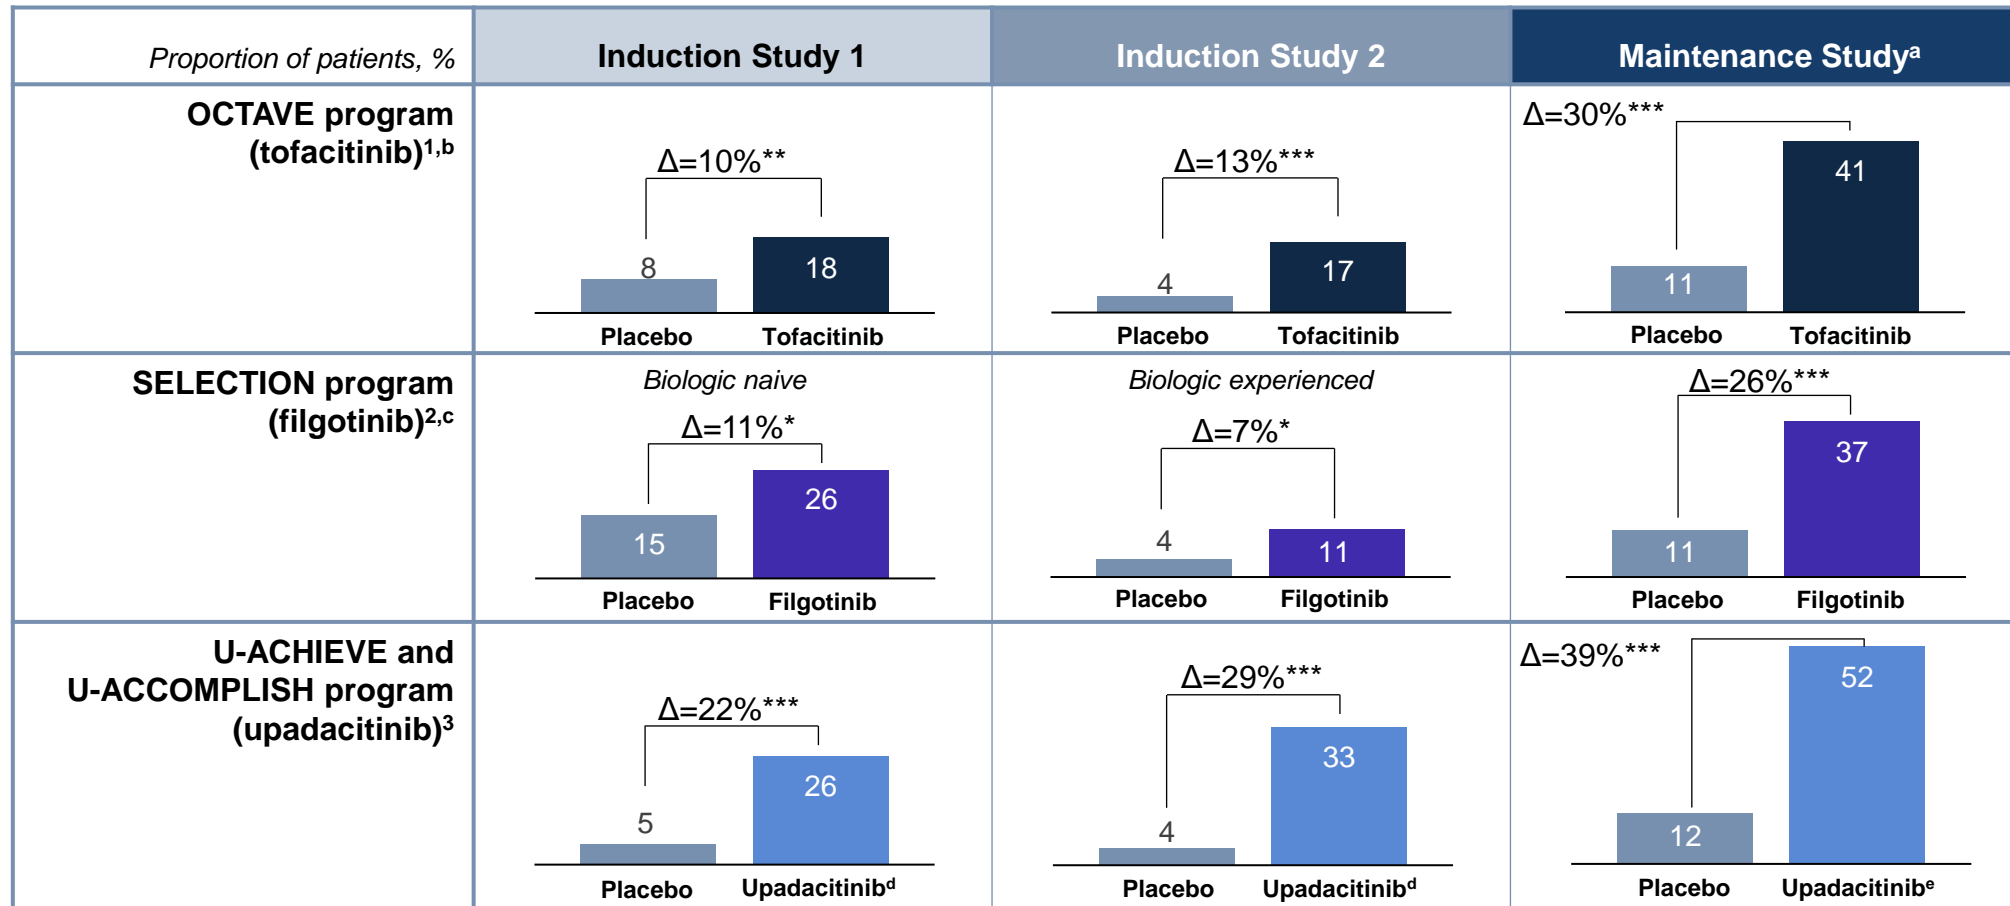 Proportion of patients, %
Induction Study 1
Induction Study 2
Maintenance Studyᵃ
OCTAVE program
(tofacitinib)¹,ᵇ
Δ=10%**
8
18
Placebo
Tofacitinib
Δ=13%***
4
17
Placebo
Tofacitinib
Δ=30%***
11
41
Placebo
Tofacitinib
SELECTION program
(filgotinib)²,ᶜ
Biologic naive
Δ=11%*
15
26
Placebo
Filgotinib
Biologic experienced
Δ=7%*
4
11
Placebo
Filgotinib
Δ=26%***
11
37
Placebo
Filgotinib
U-ACHIEVE and
U-ACCOMPLISH program
(upadacitinib)³
Δ=22%***
5
26
Placebo
Upadacitinibᵈ
Δ=29%***
4
33
Placebo
Upadacitinibᵈ
Δ=39%***
12
52
Placebo
Upadacitinibᵉ